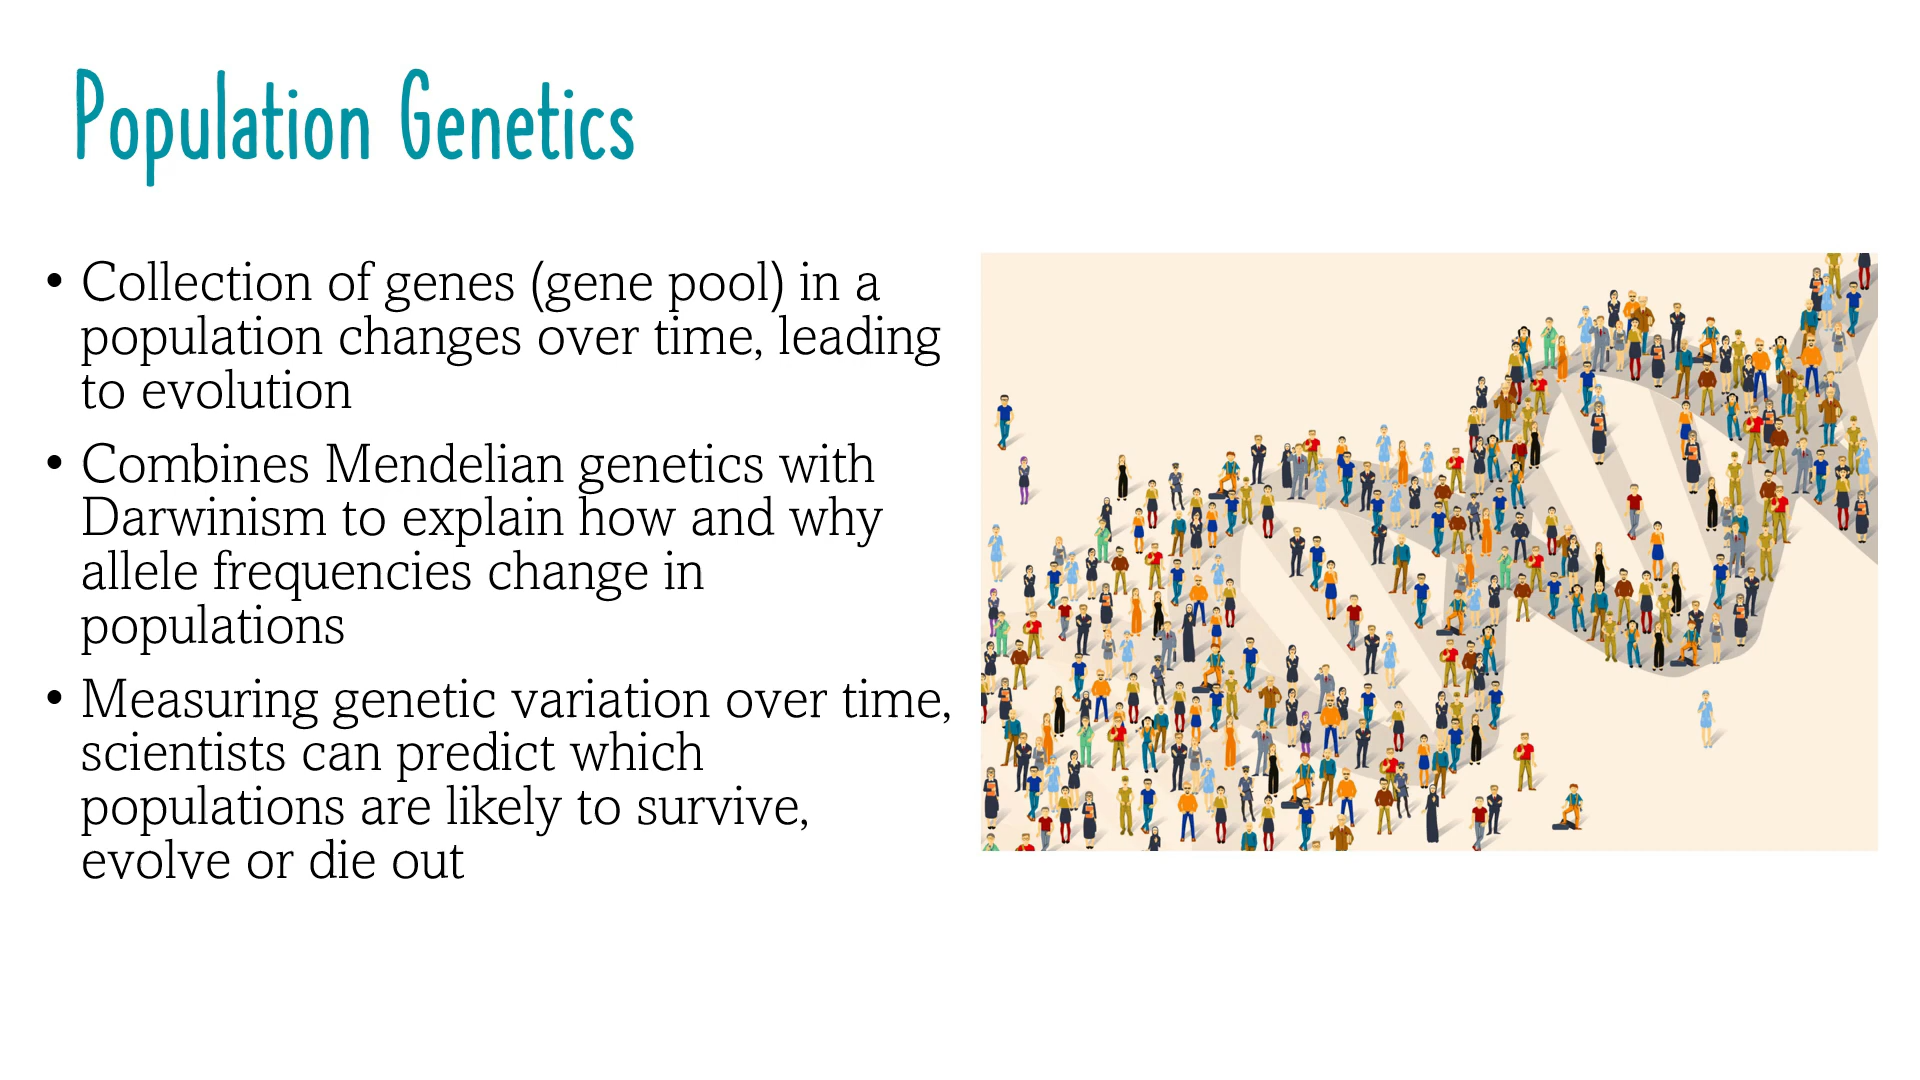 Population Genetics
• Collection of genes (gene pool) in a
population changes over time, leading
to evolution
• Combines Mendelian genetics with
Darwinism to explain how and why
allele frequencies change in
populations
• Measuring genetic variation over time,
scientists can predict which
populations are likely to survive,
evolve or die out